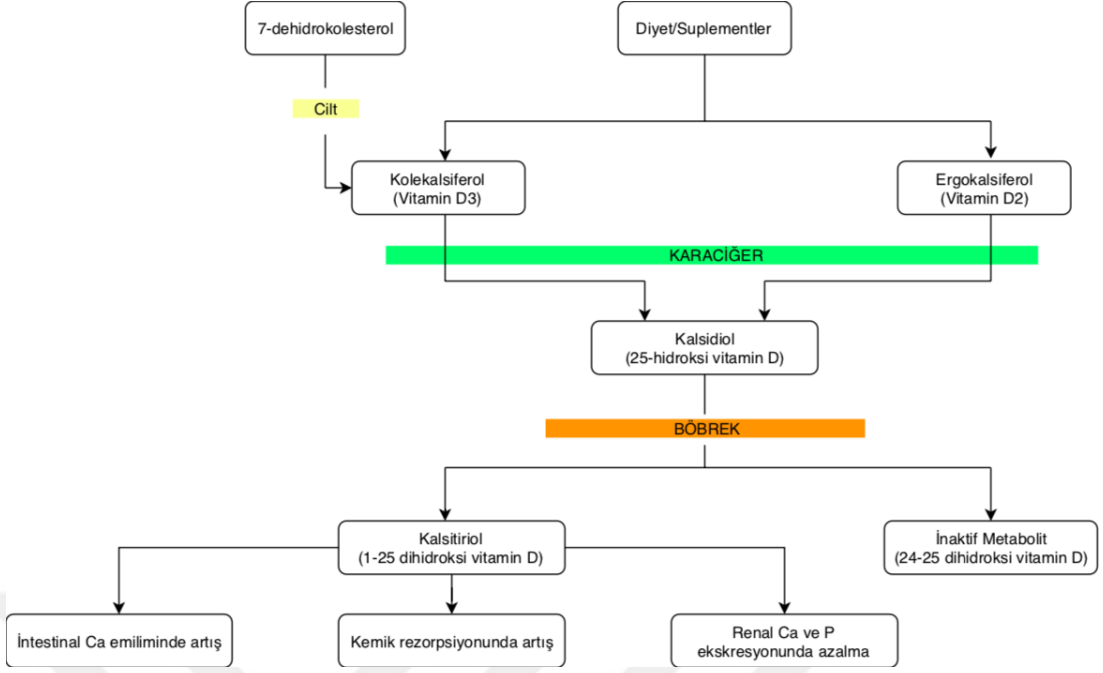 7-dehidrokolesterol
Diyet/Suplementler
Cilt
Kolekalsiferol
(Vitamin D3)
Ergokalsiferol
(Vitamin D2)
KARACİĞER
Kalsidiol
(25-hidroksi vitamin D)
BÖBREK
Kalsitiriol
(1-25 dihidroksi vitamin D)
İnaktif Metabolit
(24-25 dihidroksi vitamin D)
İntestinal Ca emiliminde artış
Kemik rezorpsiyonunda artış
Renal Ca ve P
ekskresyonunda azalma